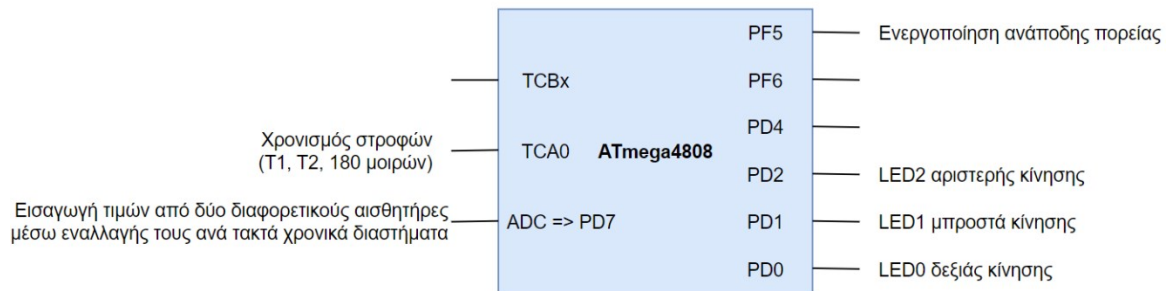 PF5
Ενεργοποίηση ανάποδης πορείας
TCBx
PF6
Χρονισμός στροφών
(T1, T2, 180 μοιρών)
TCA0
ATmega4808
PD4
PD2
LED2 αριστερής κίνησης
Εισαγωγή τιμών από δύο διαφορετικούς αισθητήρες
μέσω εναλλαγής τους ανά τακτά χρονικά διαστήματα
ADC => PD7
PD1
LED1 μπροστά κίνησης
PD0
LED0 δεξιάς κίνησης